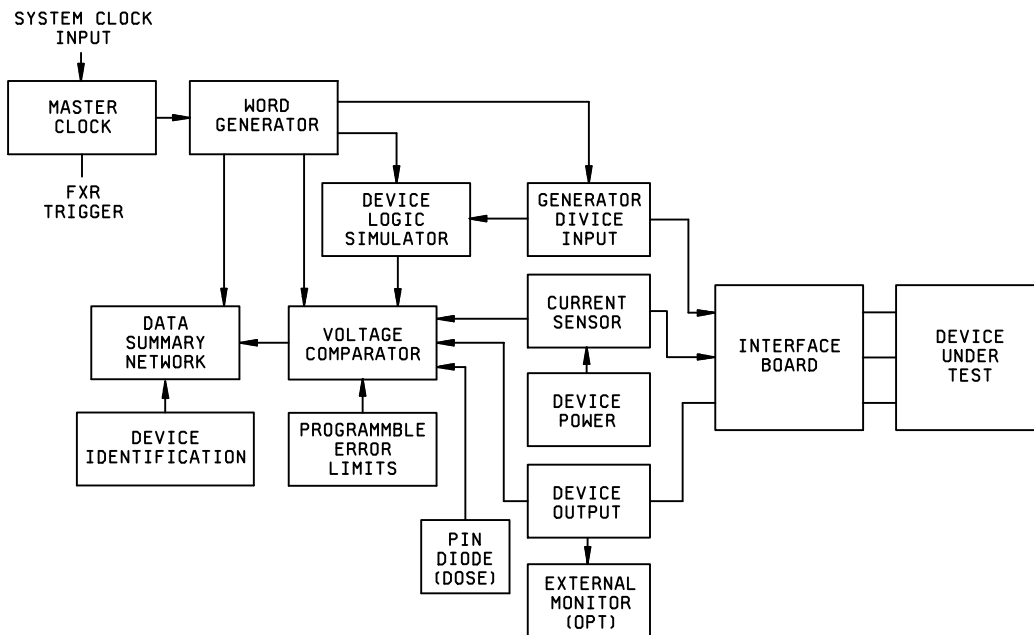 SYSTEM CLOCK
INPUT
MASTER
CLOCK
FXR
TRIGGER
WORD
GENERATOR
DEVICE
LOGIC
SIMULATOR
GENERATOR
DIVICE
INPUT
DATA
SUMMARY
NETWORK
VOLTAGE
COMPARATOR
CURRENT
SENSOR
INTERFACE
BOARD
DEVICE
UNDER
TEST
DEVICE
IDENTIFICATION
PROGRAMMBLE
ERROR
LIMITS
DEVICE
POWER
PIN
DIODE
(DOSE)
DEVICE
OUTPUT
EXTERNAL
MONITOR
(OPT)